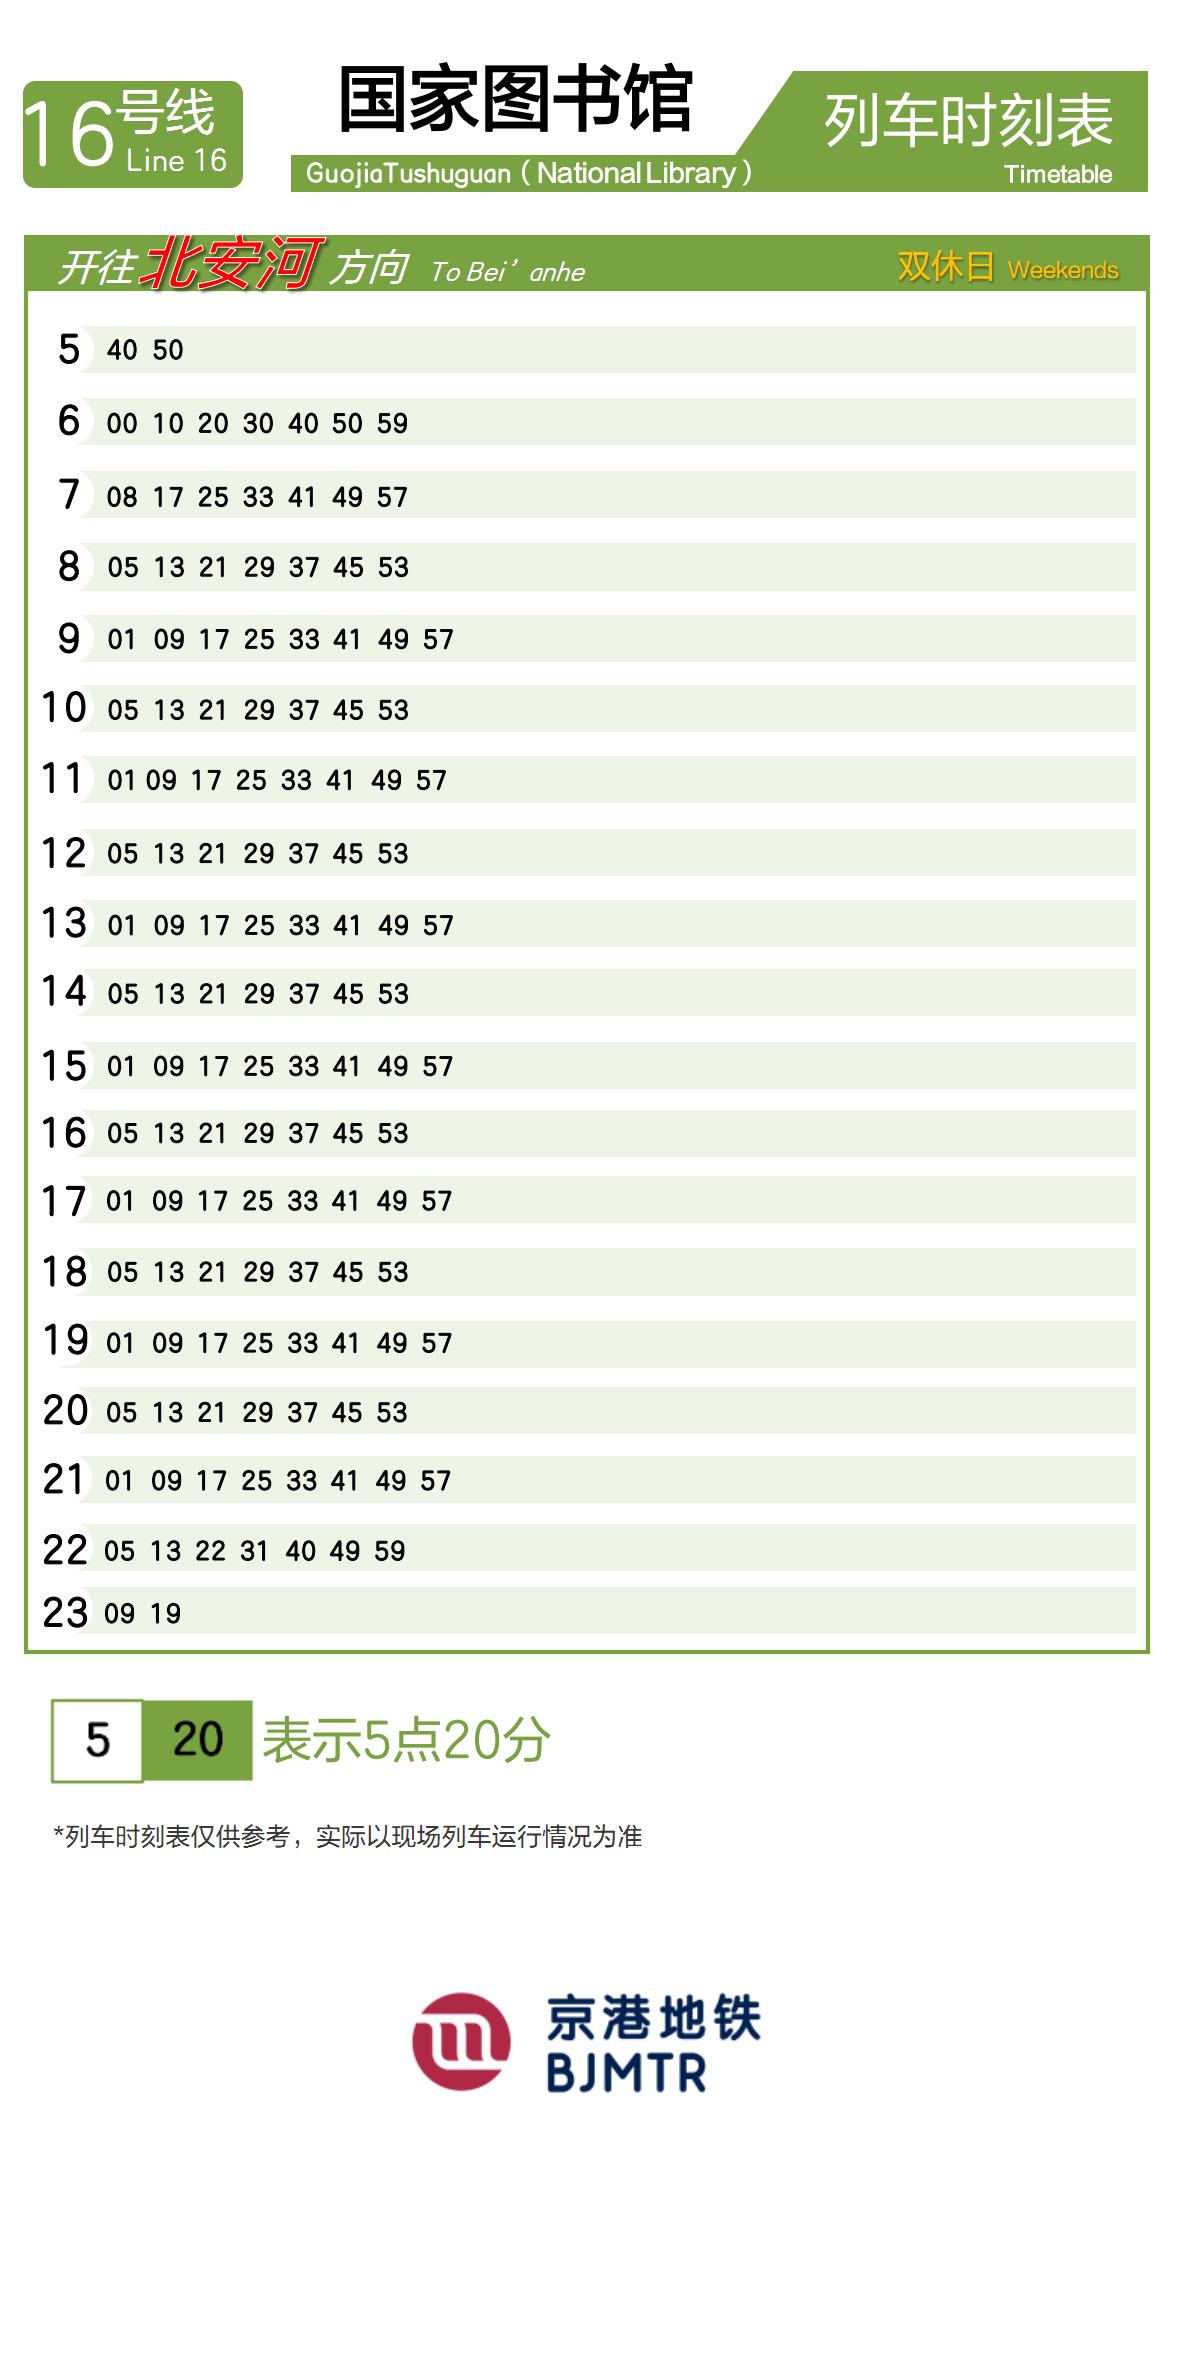 16号线
Line 16
国家图书馆
GuojiaTushuguan（National Library）
列车时刻表
Timetable
开往北安河 方向 To Bei’anhe
双休日 Weekends
5 40 50
6 00 10 20 30 40 50 59
7 08 17 25 33 41 49 57
8 05 13 21 29 37 45 53
9 01 09 17 25 33 41 49 57
10 05 13 21 29 37 45 53
11 01 09 17 25 33 41 49 57
12 05 13 21 29 37 45 53
13 01 09 17 25 33 41 49 57
14 05 13 21 29 37 45 53
15 01 09 17 25 33 41 49 57
16 05 13 21 29 37 45 53
17 01 09 17 25 33 41 49 57
18 05 13 21 29 37 45 53
19 01 09 17 25 33 41 49 57
20 05 13 21 29 37 45 53
21 01 09 17 25 33 41 49 57
22 05 13 22 31 40 49 59
23 09 19
5 20 表示5点20分
*列车时刻表仅供参考，实际以现场列车运行情况为准
京港地铁
BJMTR